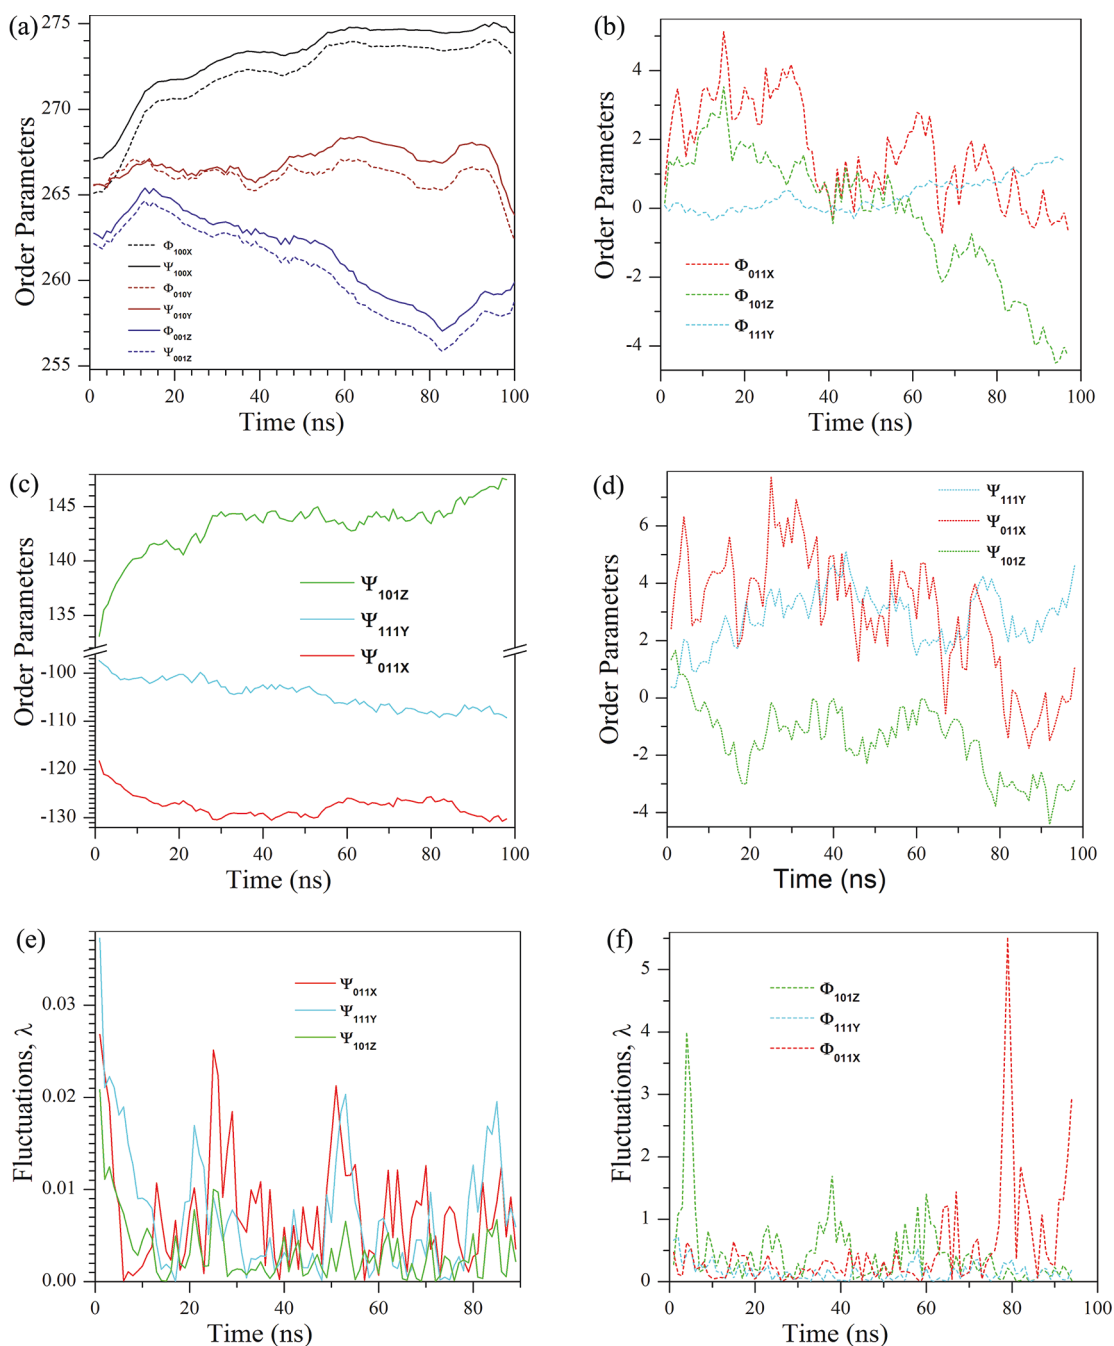 (a)
275
270
265
260
255
Order Parameters
Φ100X
Ψ100X
Φ010Y
Ψ010Y
Φ001Z
Ψ001Z
0 20 40 60 80 100
Time (ns)
(b)
4
2
0
-2
-4
Order Parameters
Φ011X
Φ101Z
Φ111Y
0 20 40 60 80 100
Time (ns)
(c)
145
140
135
-100
-110
-120
-130
Order Parameters
Ψ101Z
Ψ111Y
Ψ011X
0 20 40 60 80 100
Time (ns)
(d)
6
4
2
0
-2
-4
Order Parameters
Ψ111Y
Ψ011X
Ψ101Z
0 20 40 60 80 100
Time (ns)
(e)
0.03
0.02
0.01
0.00
Fluctuations, λ
Ψ011X
Ψ111Y
Ψ101Z
0 20 40 60 80
Time (ns)
(f)
5
4
3
2
1
0
Fluctuations, λ
Φ101Z
Φ111Y
Φ011X
0 20 40 60 80 100
Time (ns)